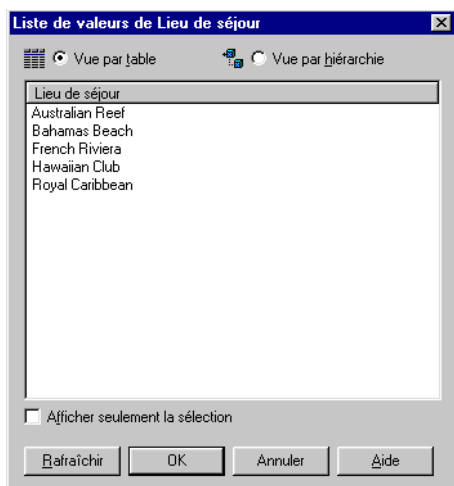 Liste de valeurs de Lieu de séjour
Vue par table Vue par hiérarchie
Lieu de séjour
Australian Reef
Bahamas Beach
French Riviera
Hawaiian Club
Royal Caribbean
Afficher seulement la sélection
Rafraîchir OK Annuler Aide